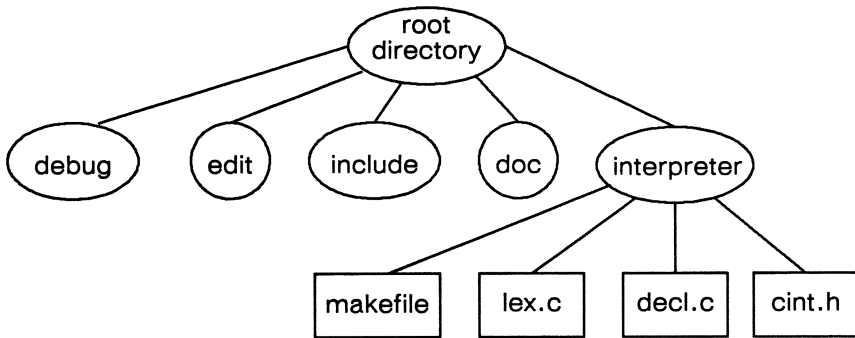 root
directory
debug
edit
include
doc
interpreter
makefile
lex.c
decl.c
cint.h